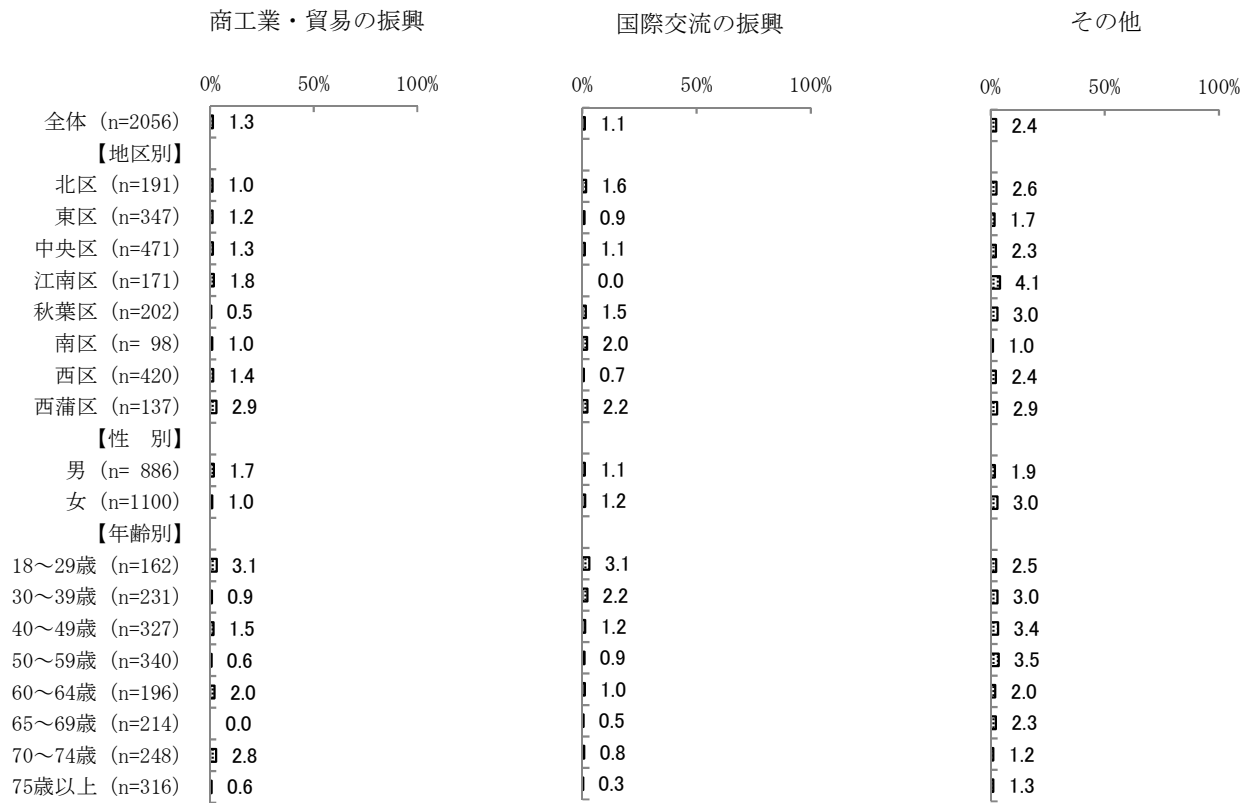 商工業・貿易の振興 国際交流の振興 その他
0% 50% 100% 0% 50% 100% 0% 50% 100%
全体 (n=2056) 1.3 1.1 2.4
【地区別】
北区 (n=191) 1.0 1.6 2.6
東区 (n=347) 1.2 0.9 1.7
中央区 (n=471) 1.3 1.1 2.3
江南区 (n=171) 1.8 0.0 4.1
秋葉区 (n=202) 0.5 1.5 3.0
南区 (n= 98) 1.0 2.0 1.0
西区 (n=420) 1.4 0.7 2.4
西蒲区 (n=137) 2.9 2.2 2.9
【性　別】
男 (n= 886) 1.7 1.1 1.9
女 (n=1100) 1.0 1.2 3.0
【年齢別】
18～29歳 (n=162) 3.1 3.1 2.5
30～39歳 (n=231) 0.9 2.2 3.0
40～49歳 (n=327) 1.5 1.2 3.4
50～59歳 (n=340) 0.6 0.9 3.5
60～64歳 (n=196) 2.0 1.0 2.0
65～69歳 (n=214) 0.0 0.5 2.3
70～74歳 (n=248) 2.8 0.8 1.2
75歳以上 (n=316) 0.6 0.3 1.3